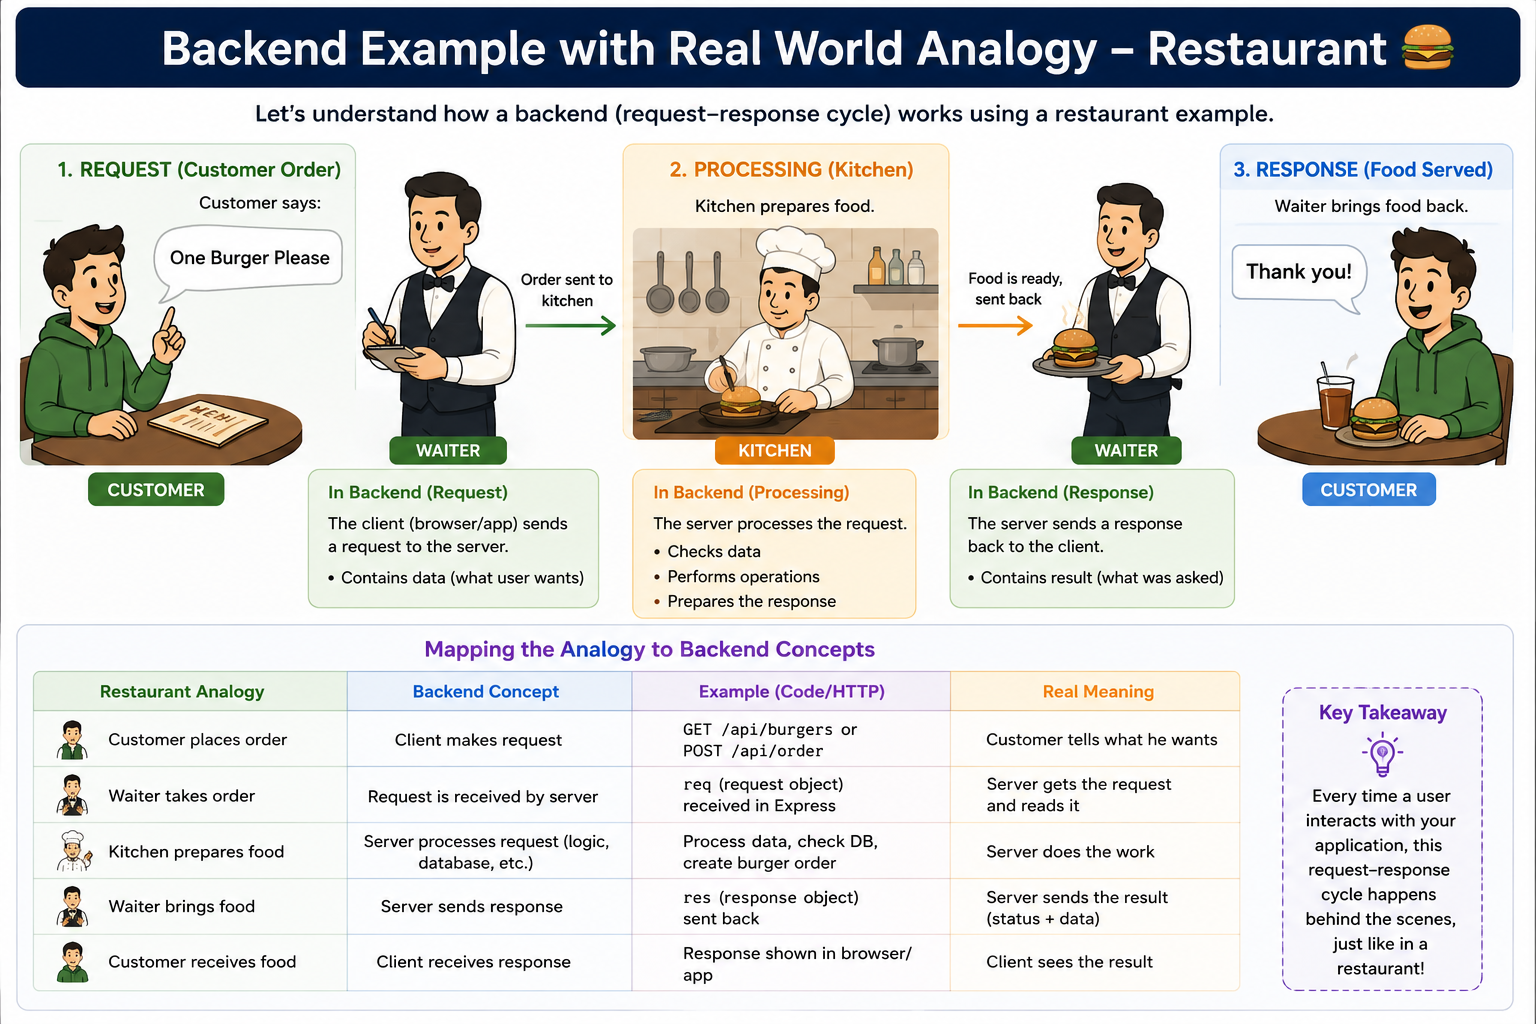 Backend Example with Real World Analogy – Restaurant
Let's understand how a backend (request–response cycle) works using a restaurant example.
1. REQUEST (Customer Order)
Customer says:
One Burger Please
MENU
CUSTOMER
WAITER
Order sent to
kitchen
2. PROCESSING (Kitchen)
Kitchen prepares food.
KITCHEN
Food is ready,
sent back
WAITER
3. RESPONSE (Food Served)
Waiter brings food back.
Thank you!
CUSTOMER
In Backend (Request)
The client (browser/app) sends
a request to the server.
• Contains data (what user wants)
In Backend (Processing)
The server processes the request.
• Checks data
• Performs operations
• Prepares the response
In Backend (Response)
The server sends a response
back to the client.
• Contains result (what was asked)
Mapping the Analogy to Backend Concepts
Restaurant Analogy
Backend Concept
Example (Code/HTTP)
Real Meaning
Customer places order
Client makes request
GET /api/burgers or
POST /api/order
Customer tells what he wants
Waiter takes order
Request is received by server
req (request object)
received in Express
Server gets the request
and reads it
Kitchen prepares food
Server processes request (logic,
database, etc.)
Process data, check DB,
create burger order
Server does the work
Waiter brings food
Server sends response
res (response object)
sent back
Server sends the result
(status + data)
Customer receives food
Client receives response
Response shown in browser/
app
Client sees the result
Key Takeaway
Every time a user
interacts with your
application, this
request–response
cycle happens
behind the scenes,
just like in a
restaurant!